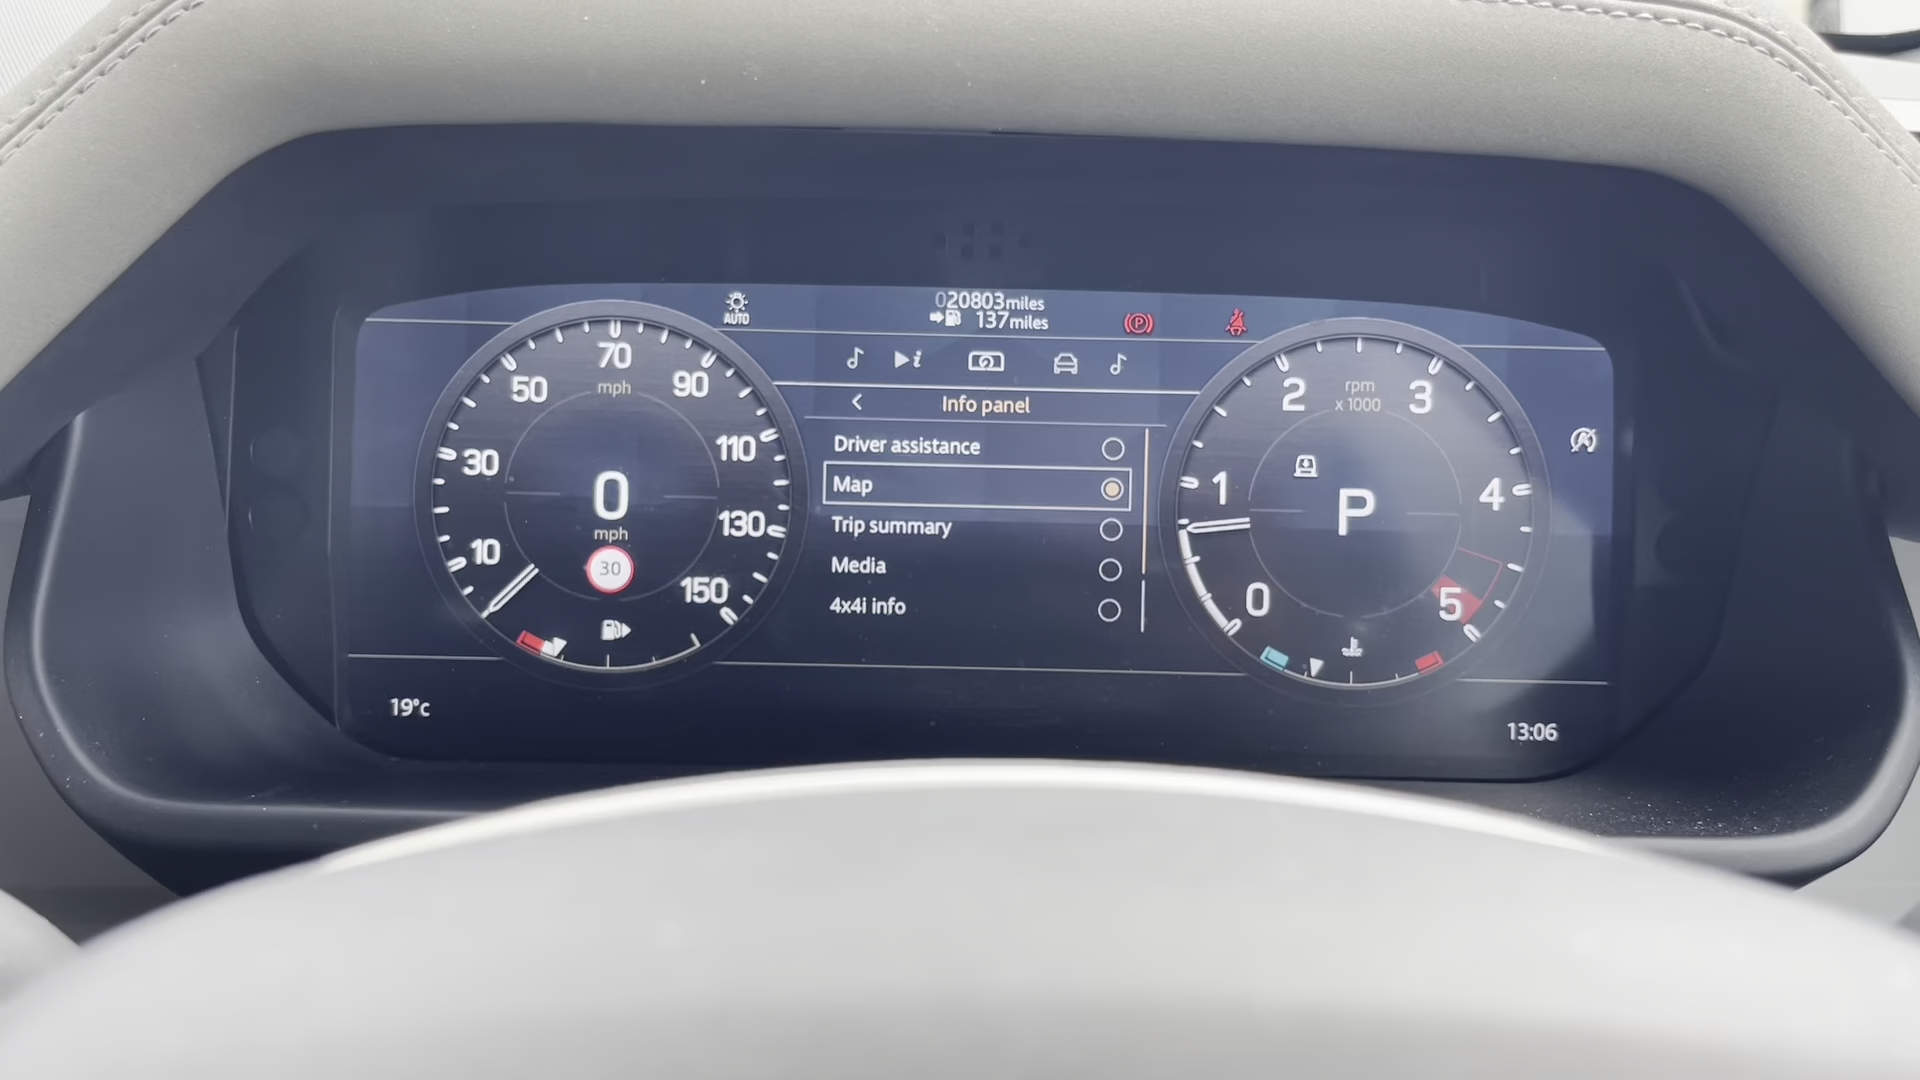 AUTO
020803miles
137miles
P
i
Info panel
Driver assistance
Map
Trip summary
Media
4x4i info
10
30
50
70
mph
90
110
130
150
0
mph
30
0
1
2
3
4
5
rpm
x 1000
P
19°c
13:06